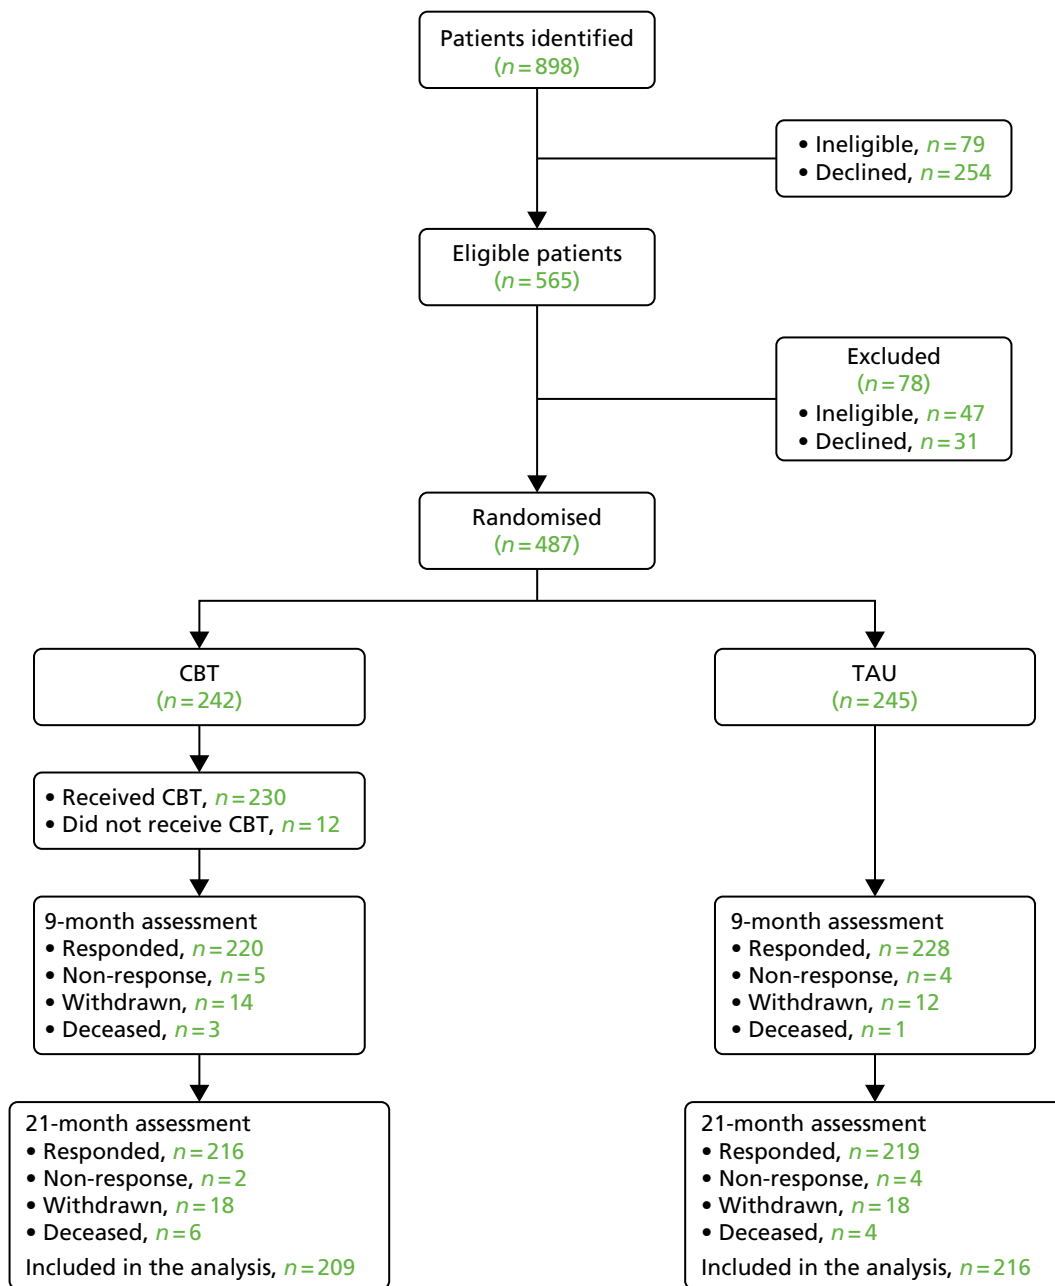 Patients identified
(n=898)
• Ineligible, n=79
• Declined, n=254
Eligible patients
(n=565)
Excluded
(n=78)
• Ineligible, n=47
• Declined, n=31
Randomised
(n=487)
CBT
(n=242)
TAU
(n=245)
• Received CBT, n=230
• Did not receive CBT, n=12
9-month assessment
• Responded, n=220
• Non-response, n=5
• Withdrawn, n=14
• Deceased, n=3
9-month assessment
• Responded, n=228
• Non-response, n=4
• Withdrawn, n=12
• Deceased, n=1
21-month assessment
• Responded, n=216
• Non-response, n=2
• Withdrawn, n=18
• Deceased, n=6
Included in the analysis, n=209
21-month assessment
• Responded, n=219
• Non-response, n=4
• Withdrawn, n=18
• Deceased, n=4
Included in the analysis, n=216